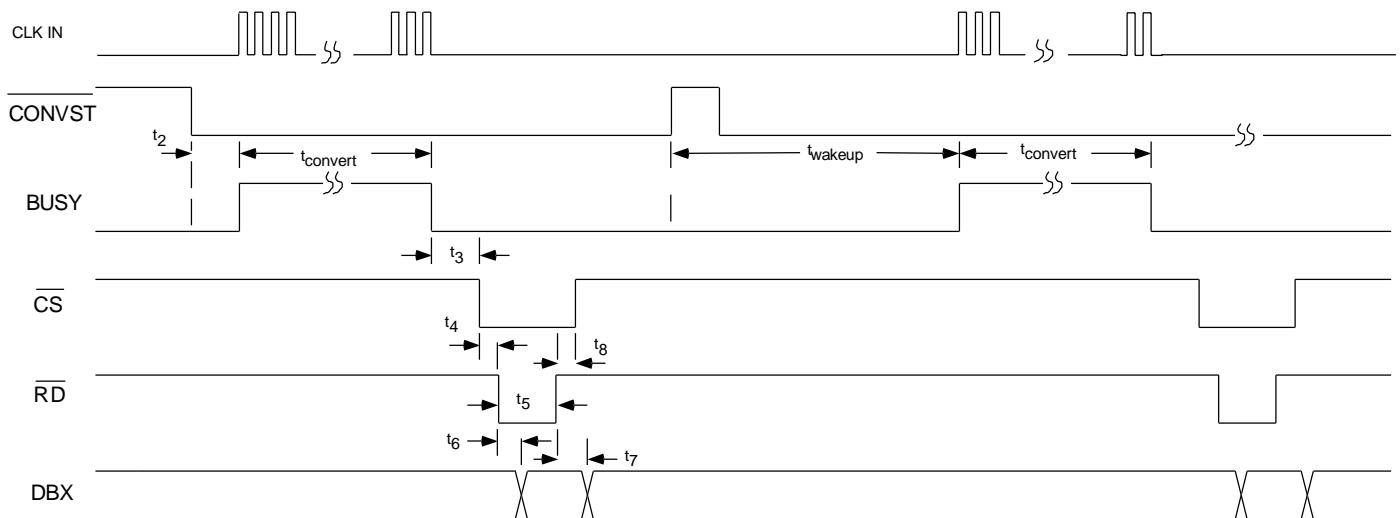 CLK IN
CONVST
t2
tconvert
twakeup
tconvert
BUSY
t3
CS
t4
t8
RD
t5
t6
t7
DBX